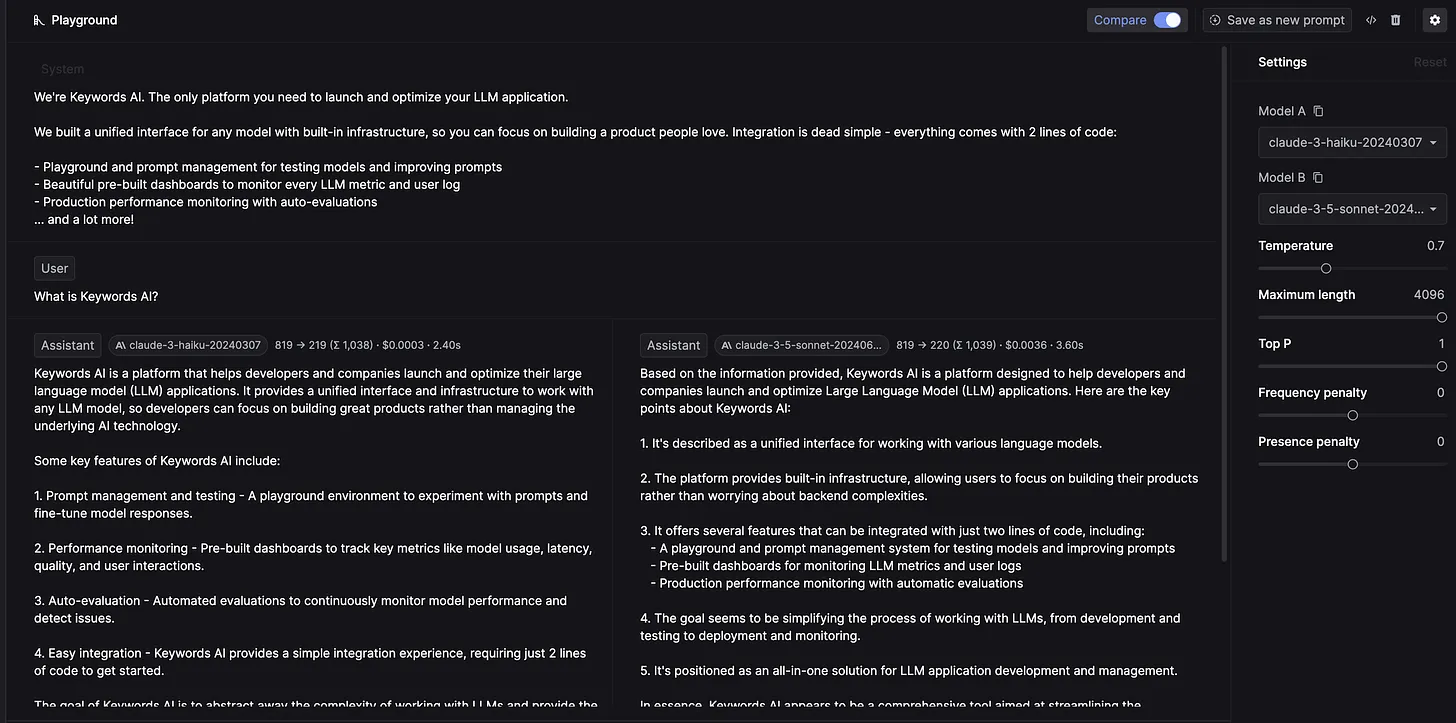 Playground
Compare
Save as new prompt
System
We're Keywords AI. The only platform you need to launch and optimize your LLM application.
We built a unified interface for any model with built-in infrastructure, so you can focus on building a product people love. Integration is dead simple - everything comes with 2 lines of code:
- Playground and prompt management for testing models and improving prompts
- Beautiful pre-built dashboards to monitor every LLM metric and user log
- Production performance monitoring with auto-evaluations
... and a lot more!
User
What is Keywords AI?
Assistant
claude-3-haiku-20240307
819 → 219 (Σ 1,038) · $0.0003 · 2.40s
Keywords AI is a platform that helps developers and companies launch and optimize their large
language model (LLM) applications. It provides a unified interface and infrastructure to work with
any LLM model, so developers can focus on building great products rather than managing the
underlying AI technology.
Some key features of Keywords AI include:
1. Prompt management and testing - A playground environment to experiment with prompts and
fine-tune model responses.
2. Performance monitoring - Pre-built dashboards to track key metrics like model usage, latency,
quality, and user interactions.
3. Auto-evaluation - Automated evaluations to continuously monitor model performance and
detect issues.
4. Easy integration - Keywords AI provides a simple integration experience, requiring just 2 lines
of code to get started.
The goal of Keywords AI is to abstract away the complexity of working with LLMs and provide the
Assistant
claude-3-5-sonnet-202406...
819 → 220 (Σ 1,039) · $0.0036 · 3.60s
Based on the information provided, Keywords AI is a platform designed to help developers and
companies launch and optimize Large Language Model (LLM) applications. Here are the key
points about Keywords AI:
1. It's described as a unified interface for working with various language models.
2. The platform provides built-in infrastructure, allowing users to focus on building their products
rather than worrying about backend complexities.
3. It offers several features that can be integrated with just two lines of code, including:
- A playground and prompt management system for testing models and improving prompts
- Pre-built dashboards for monitoring LLM metrics and user logs
- Production performance monitoring with automatic evaluations
4. The goal seems to be simplifying the process of working with LLMs, from development and
testing to deployment and monitoring.
5. It's positioned as an all-in-one solution for LLM application development and management.
In essence, Keywords AI appears to be a comprehensive tool aimed at streamlining the
Settings
Reset
Model A
claude-3-haiku-20240307
Model B
claude-3-5-sonnet-2024...
Temperature 0.7
Maximum length 4096
Top P 1
Frequency penalty 0
Presence penalty 0